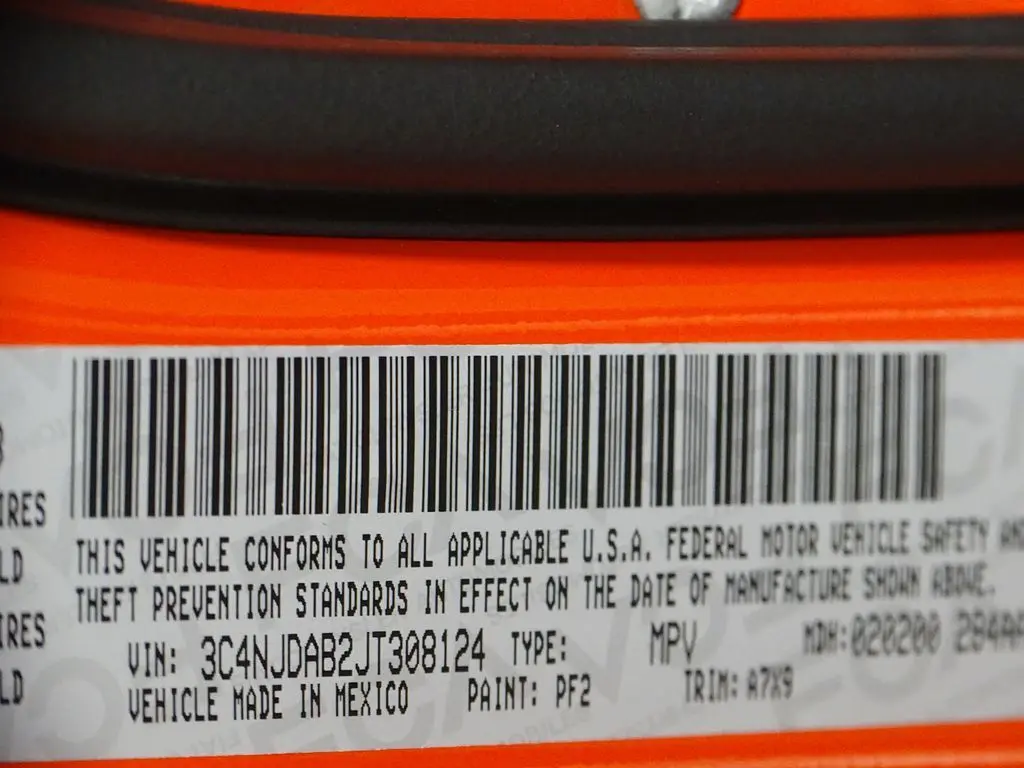 IRES
LD
IRES
LD
THIS VEHICLE CONFORMS TO ALL APPLICABLE U.S.A. FEDERAL MOTOR VEHICLE SAFETY AND
THEFT PREVENTION STANDARDS IN EFFECT ON THE DATE OF MANUFACTURE SHOWN ABOVE.
VIN: 3C4NJDAB2JT308124 TYPE: MPV MDH: 020200 284AA
VEHICLE MADE IN MEXICO PAINT: PF2 TRIM: A7X9